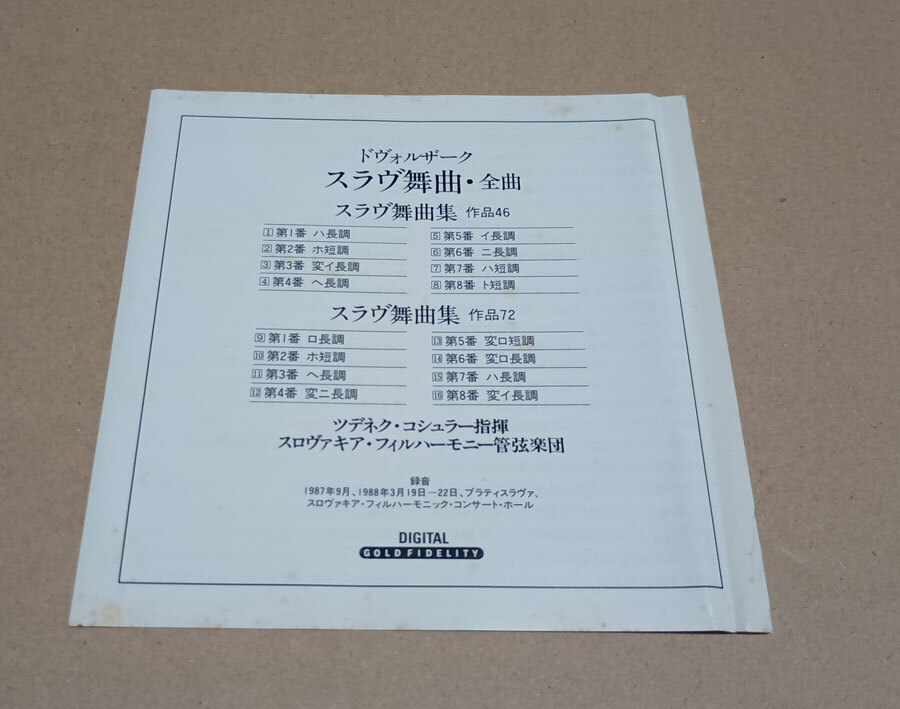 ドヴォルザーク
スラヴ舞曲・全曲
スラヴ舞曲集 作品46
1 第1番 ハ長調
2 第2番 ホ短調
3 第3番 変イ長調
4 第4番 ヘ長調
5 第5番 イ長調
6 第6番 ニ長調
7 第7番 ハ短調
8 第8番 ト短調
スラヴ舞曲集 作品72
9 第1番 ロ長調
10 第2番 ホ短調
11 第3番 ヘ長調
12 第4番 変ニ長調
13 第5番 変ロ短調
14 第6番 変ロ長調
15 第7番 ハ長調
16 第8番 変イ長調
ツデネク・コシュラー指揮
スロヴァキア・フィルハーモニー管弦楽団
録音
1987年9月、1988年3月19日—22日、ブラティスラヴァ、
スロヴァキア・フィルハーモニック・コンサート・ホール
DIGITAL
GOLD FIDELITY